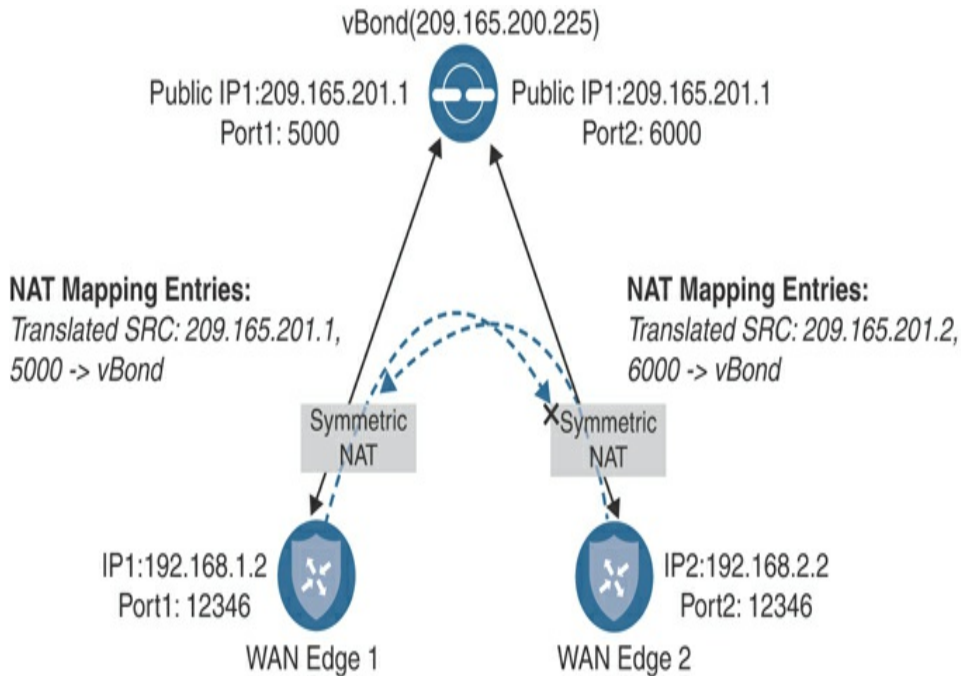 vBond(209.165.200.225)
Public IP1:209.165.201.1
Port1: 5000
Public IP1:209.165.201.1
Port2: 6000
NAT Mapping Entries:
Translated SRC: 209.165.201.1,
5000 -> vBond
NAT Mapping Entries:
Translated SRC: 209.165.201.2,
6000 -> vBond
Symmetric
NAT
Symmetric
NAT
IP1:192.168.1.2
Port1: 12346
IP2:192.168.2.2
Port2: 12346
WAN Edge 1
WAN Edge 2